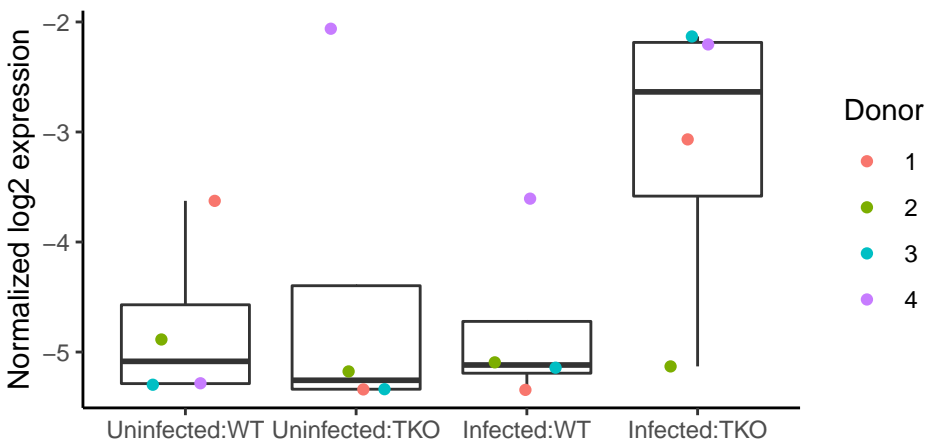 Normalized log2 expression
−2
−3
−4
−5
Uninfected:WT
Uninfected:TKO
Infected:WT
Infected:TKO
Donor
1
2
3
4